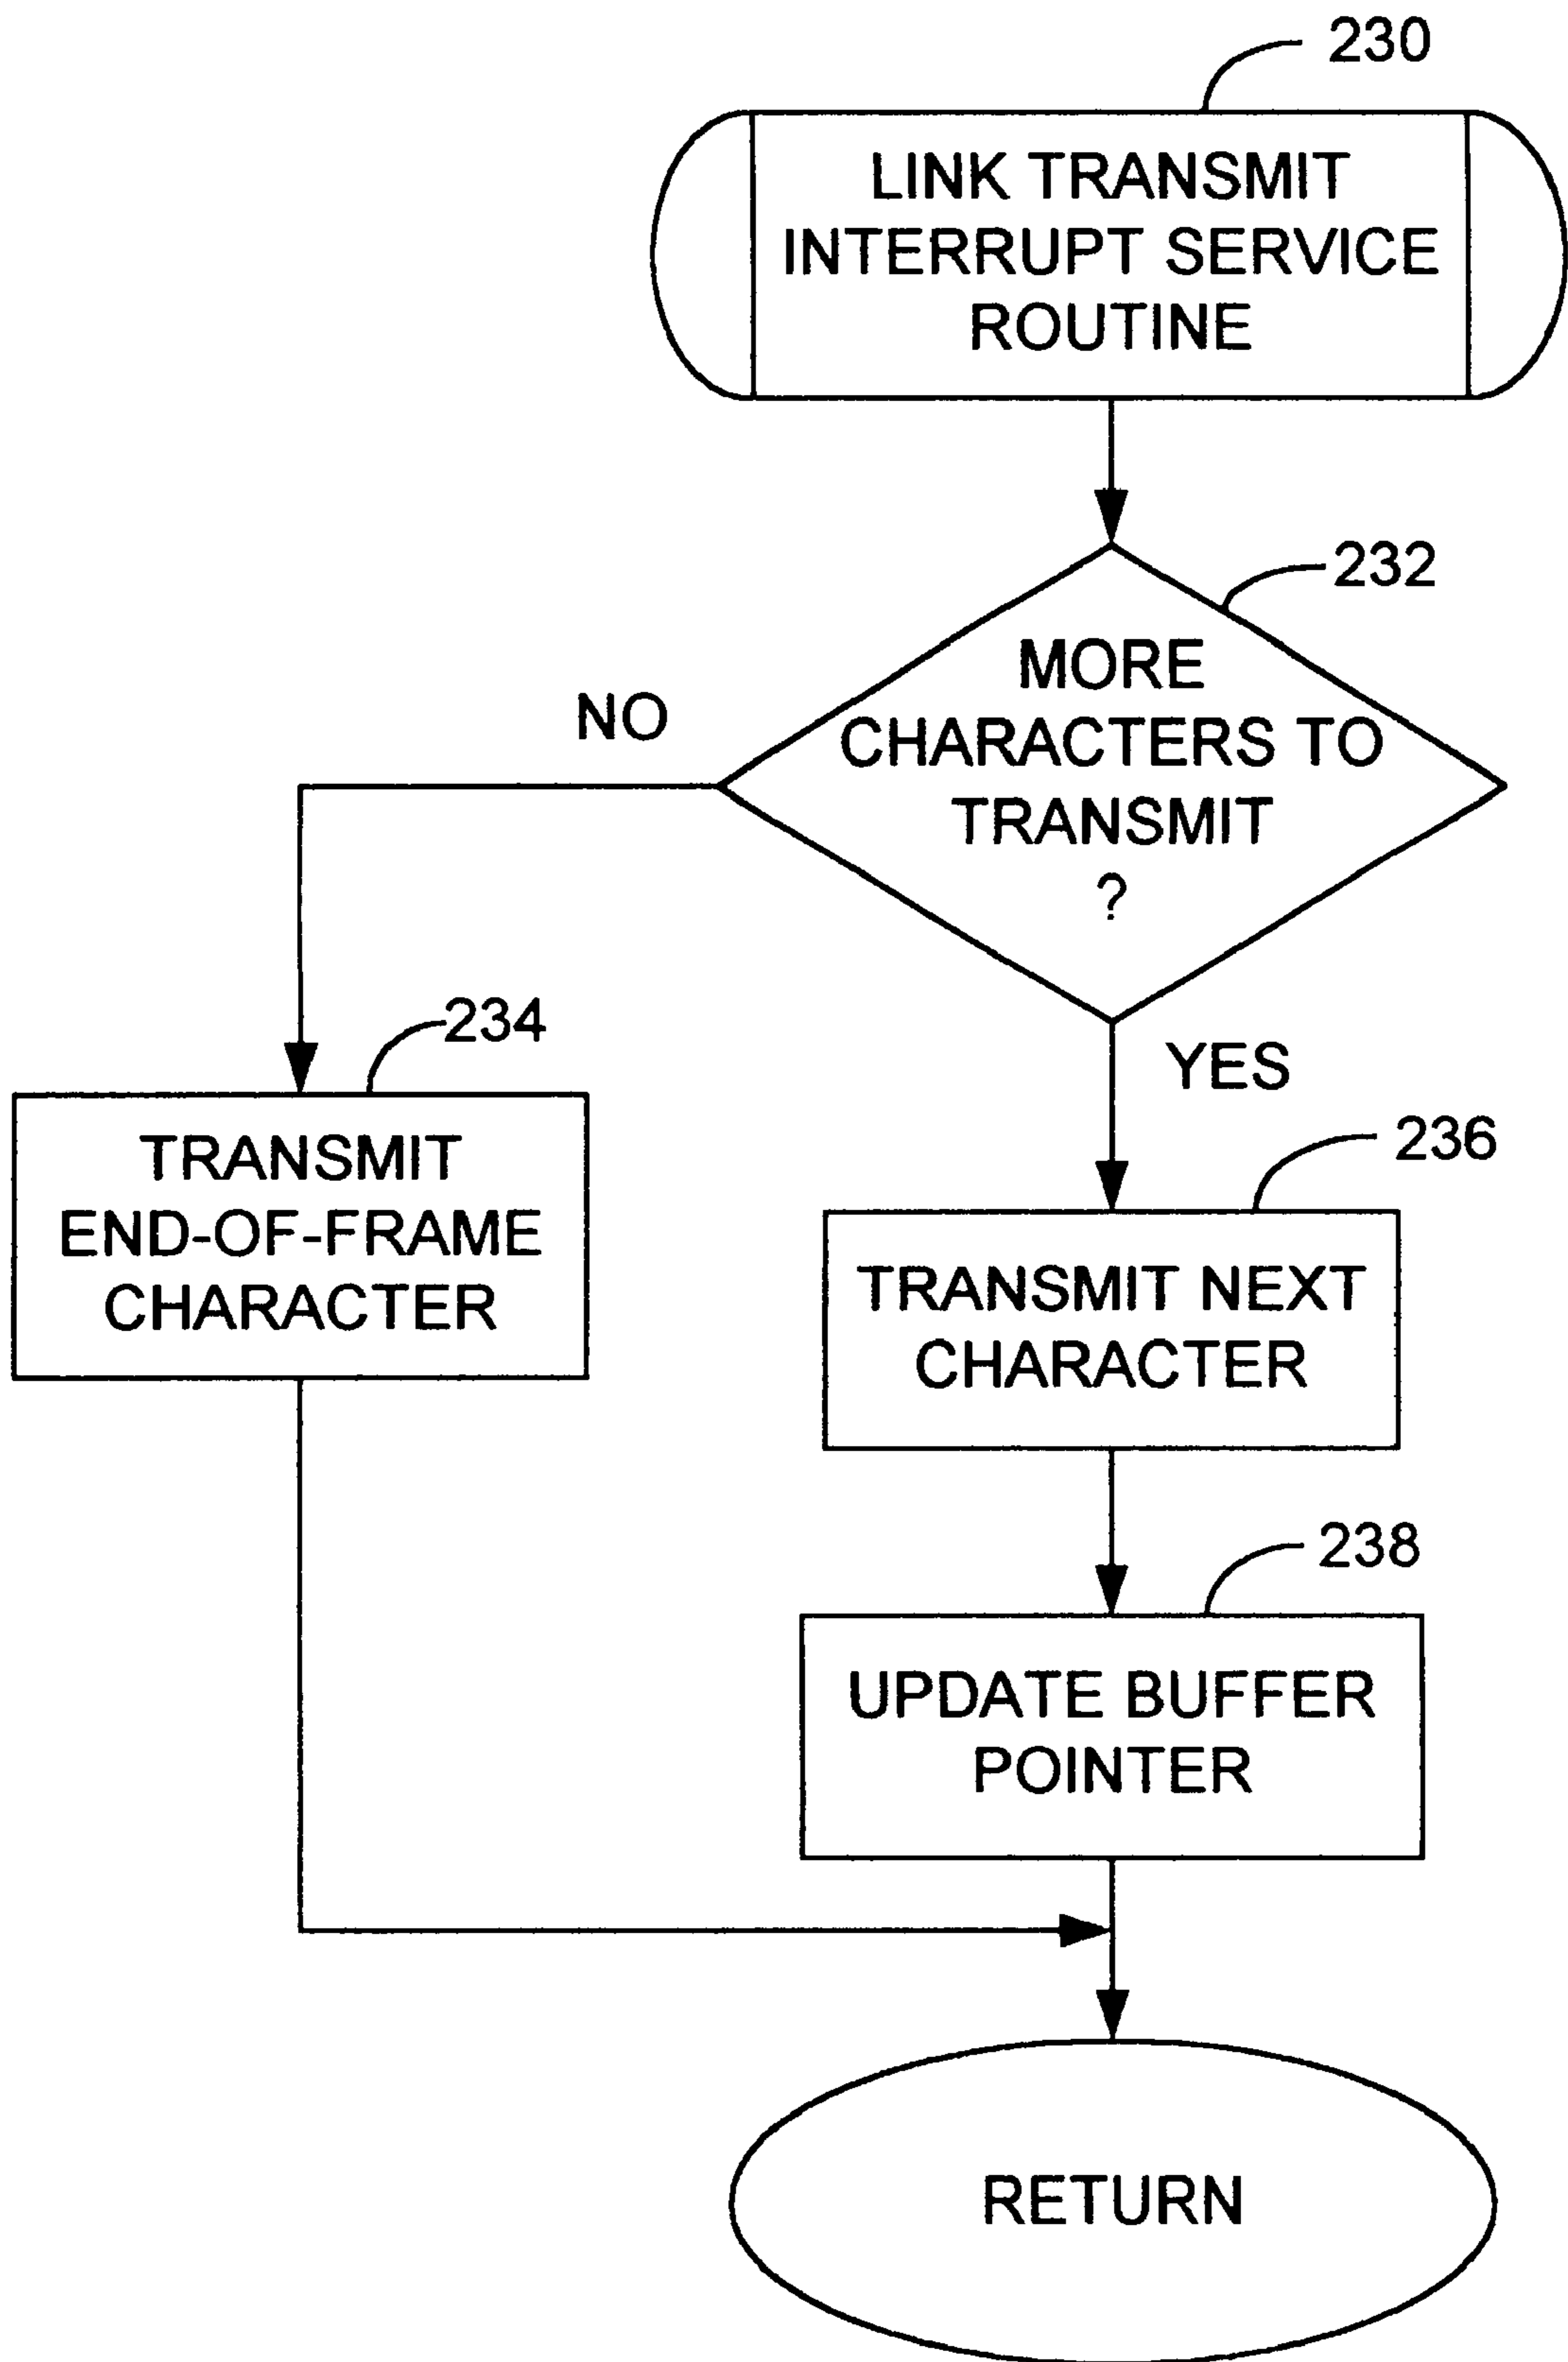 230
LINK TRANSMIT
INTERRUPT SERVICE
ROUTINE
232
MORE
CHARACTERS TO
TRANSMIT
?
NO
YES
234
TRANSMIT
END-OF-FRAME
CHARACTER
236
TRANSMIT NEXT
CHARACTER
238
UPDATE BUFFER
POINTER
RETURN